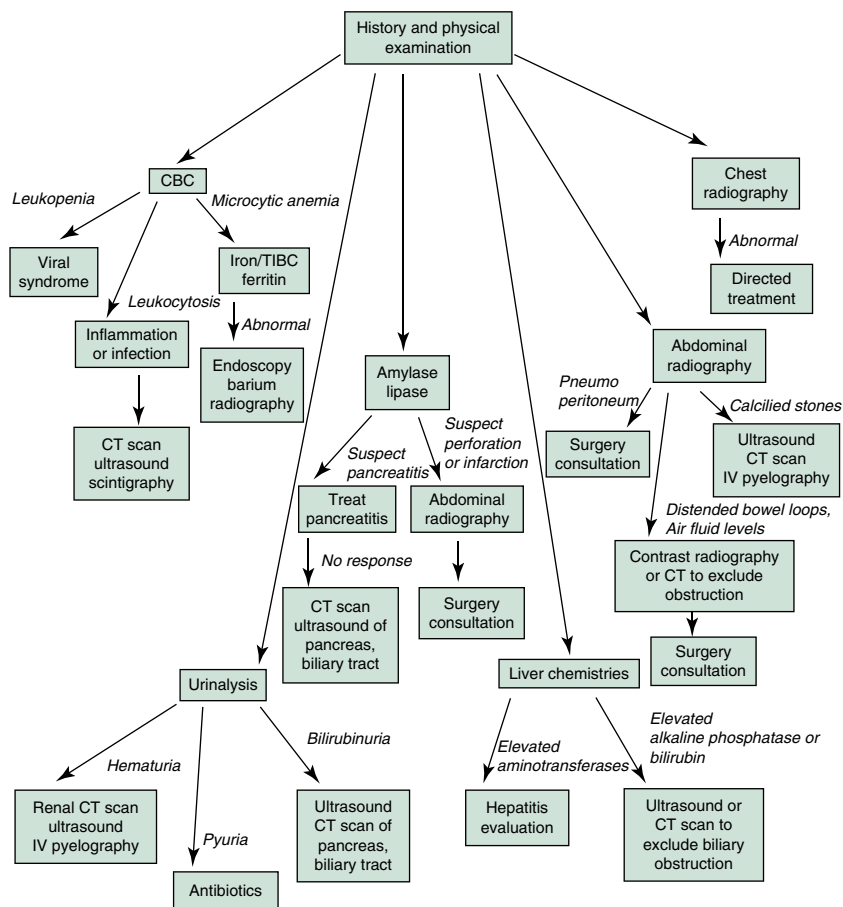 History and physical
examination
CBC
Leukopenia
Microcytic anemia
Viral
syndrome
Iron/TIBC
ferritin
Leukocytosis
Inflammation
or infection
Abnormal
Endoscopy
barium
radiography
CT scan
ultrasound
scintigraphy
Amylase
lipase
Suspect
pancreatitis
Suspect
perforation
or infarction
Treat
pancreatitis
Abdominal
radiography
No response
CT scan
ultrasound of
pancreas,
biliary tract
Surgery
consultation
Chest
radiography
Abnormal
Directed
treatment
Abdominal
radiography
Pneumo
peritoneum
Calcilied stones
Surgery
consultation
Ultrasound
CT scan
IV pyelography
Distended bowel loops,
Air fluid levels
Contrast radiography
or CT to exclude
obstruction
Surgery
consultation
Urinalysis
Hematuria
Bilirubinuria
Pyuria
Renal CT scan
ultrasound
IV pyelography
Antibiotics
Ultrasound
CT scan of
pancreas,
biliary tract
Liver chemistries
Elevated
aminotransferases
Elevated
alkaline phosphatase or
bilirubin
Hepatitis
evaluation
Ultrasound or
CT scan to
exclude biliary
obstruction